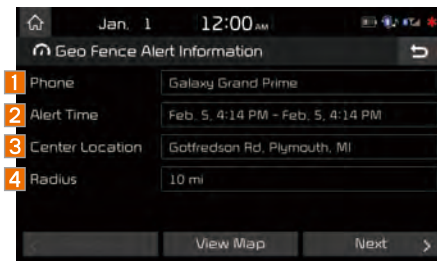 Jan. 1 12:00 AM
Geo Fence Alert Information
1 Phone Galaxy Grand Prime
2 Alert Time Feb. 5, 4:14 PM - Feb. 5, 4:14 PM
3 Center Location Gotfredson Rd, Plymouth, MI
4 Radius 10 mi
< View Map Next >